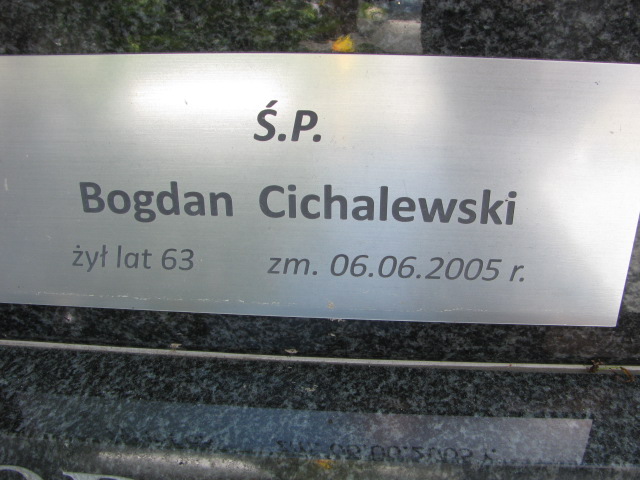 Ś.P.
Bogdan Cichalewski
żył lat 63 zm. 06.06.2005 r.